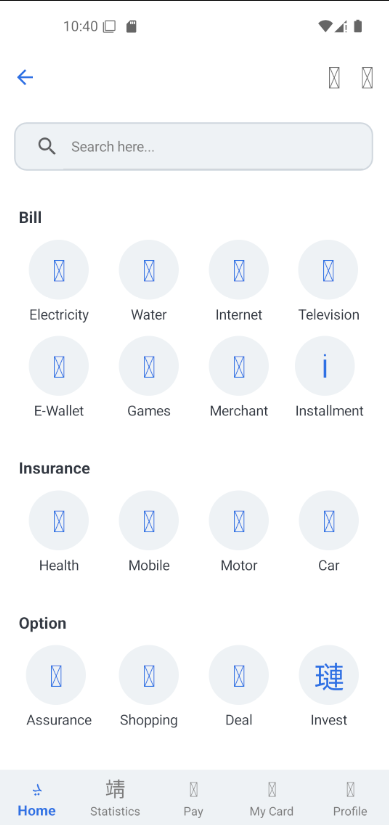 10:40
Search here...
Bill
Electricity Water Internet Television
i
E-Wallet Games Merchant Installment
Insurance
Health Mobile Motor Car
Option
璉
Assurance Shopping Deal Invest
靖
Home Statistics Pay My Card Profile